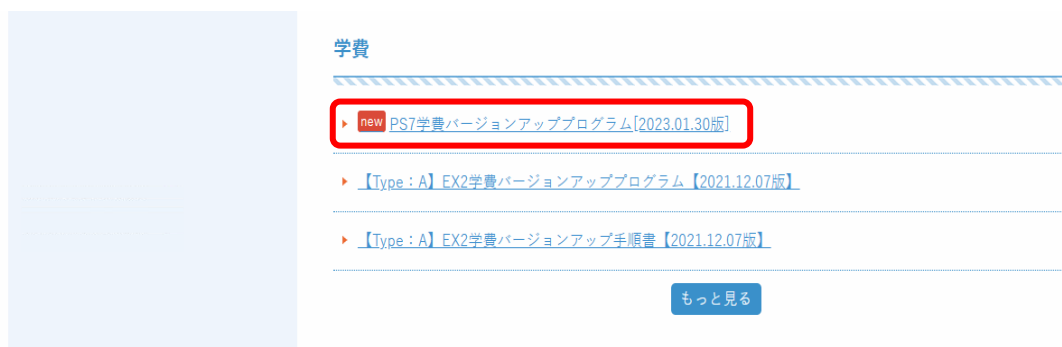 学費
new PS7学費バージョンアッププログラム[2023.01.30版]
【Type：A】EX2学費バージョンアッププログラム【2021.12.07版】
【Type：A】EX2学費バージョンアップ手順書【2021.12.07版】
もっと見る